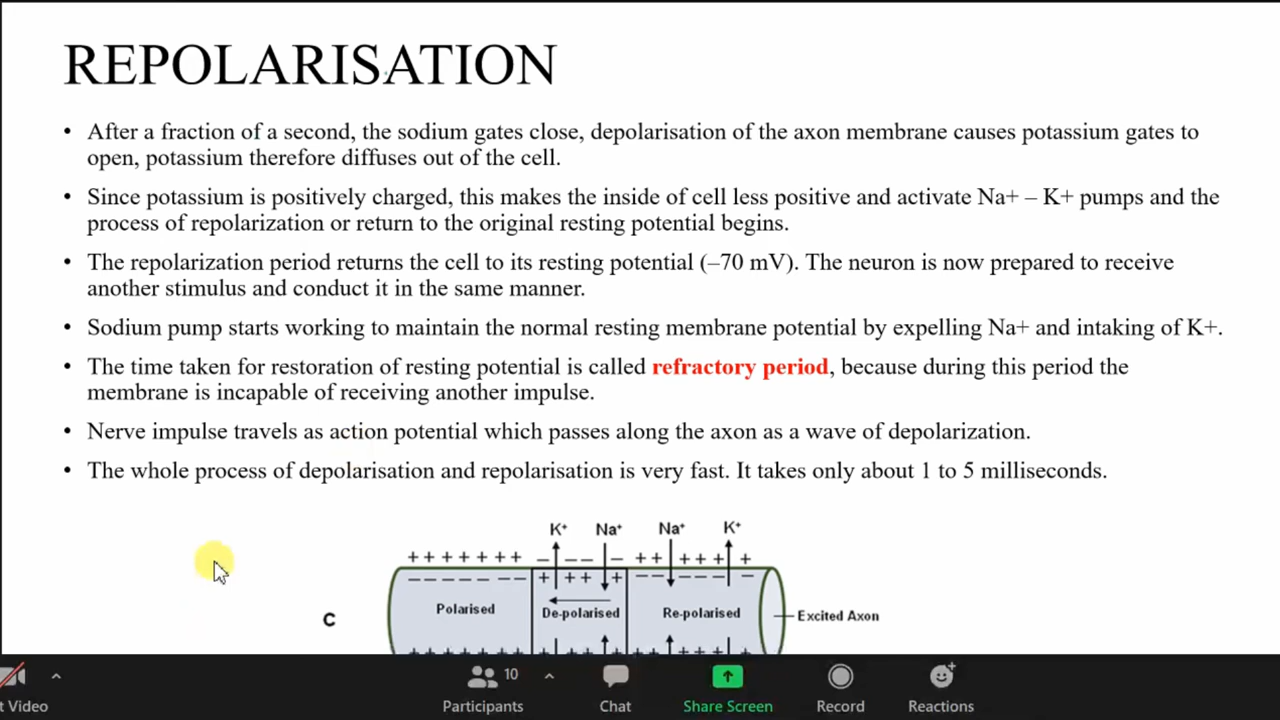 REPOLARISATION
• After a fraction of a second, the sodium gates close, depolarisation of the axon membrane causes potassium gates to
open, potassium therefore diffuses out of the cell.
• Since potassium is positively charged, this makes the inside of cell less positive and activate Na+ – K+ pumps and the
process of repolarization or return to the original resting potential begins.
• The repolarization period returns the cell to its resting potential (–70 mV). The neuron is now prepared to receive
another stimulus and conduct it in the same manner.
• Sodium pump starts working to maintain the normal resting membrane potential by expelling Na+ and intaking of K+.
• The time taken for restoration of resting potential is called refractory period, because during this period the
membrane is incapable of receiving another impulse.
• Nerve impulse travels as action potential which passes along the axon as a wave of depolarization.
• The whole process of depolarisation and repolarisation is very fast. It takes only about 1 to 5 milliseconds.
K+ Na+ Na+ K+
+ + + + + + + – – – – + + + + + +
– – – – – – – + + + + – – – – – –
Polarised De-polarised Re-polarised
C Excited Axon
t Video
10
Participants
Chat
Share Screen
Record
Reactions